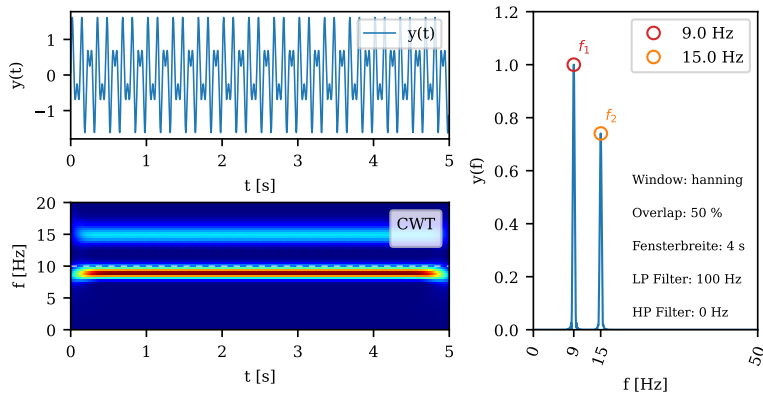 y(t)
1
0
−1
y(t)
0 1 2 3 4 5
t [s]
f [Hz]
20
15
10
5
0
CWT
0 1 2 3 4 5
t [s]
y(f)
1.2
1.0
0.8
0.6
0.4
0.2
0.0
f1
f2
9.0 Hz
15.0 Hz
Window: hanning
Overlap: 50 %
Fensterbreite: 4 s
LP Filter: 100 Hz
HP Filter: 0 Hz
0 9 15 50
f [Hz]